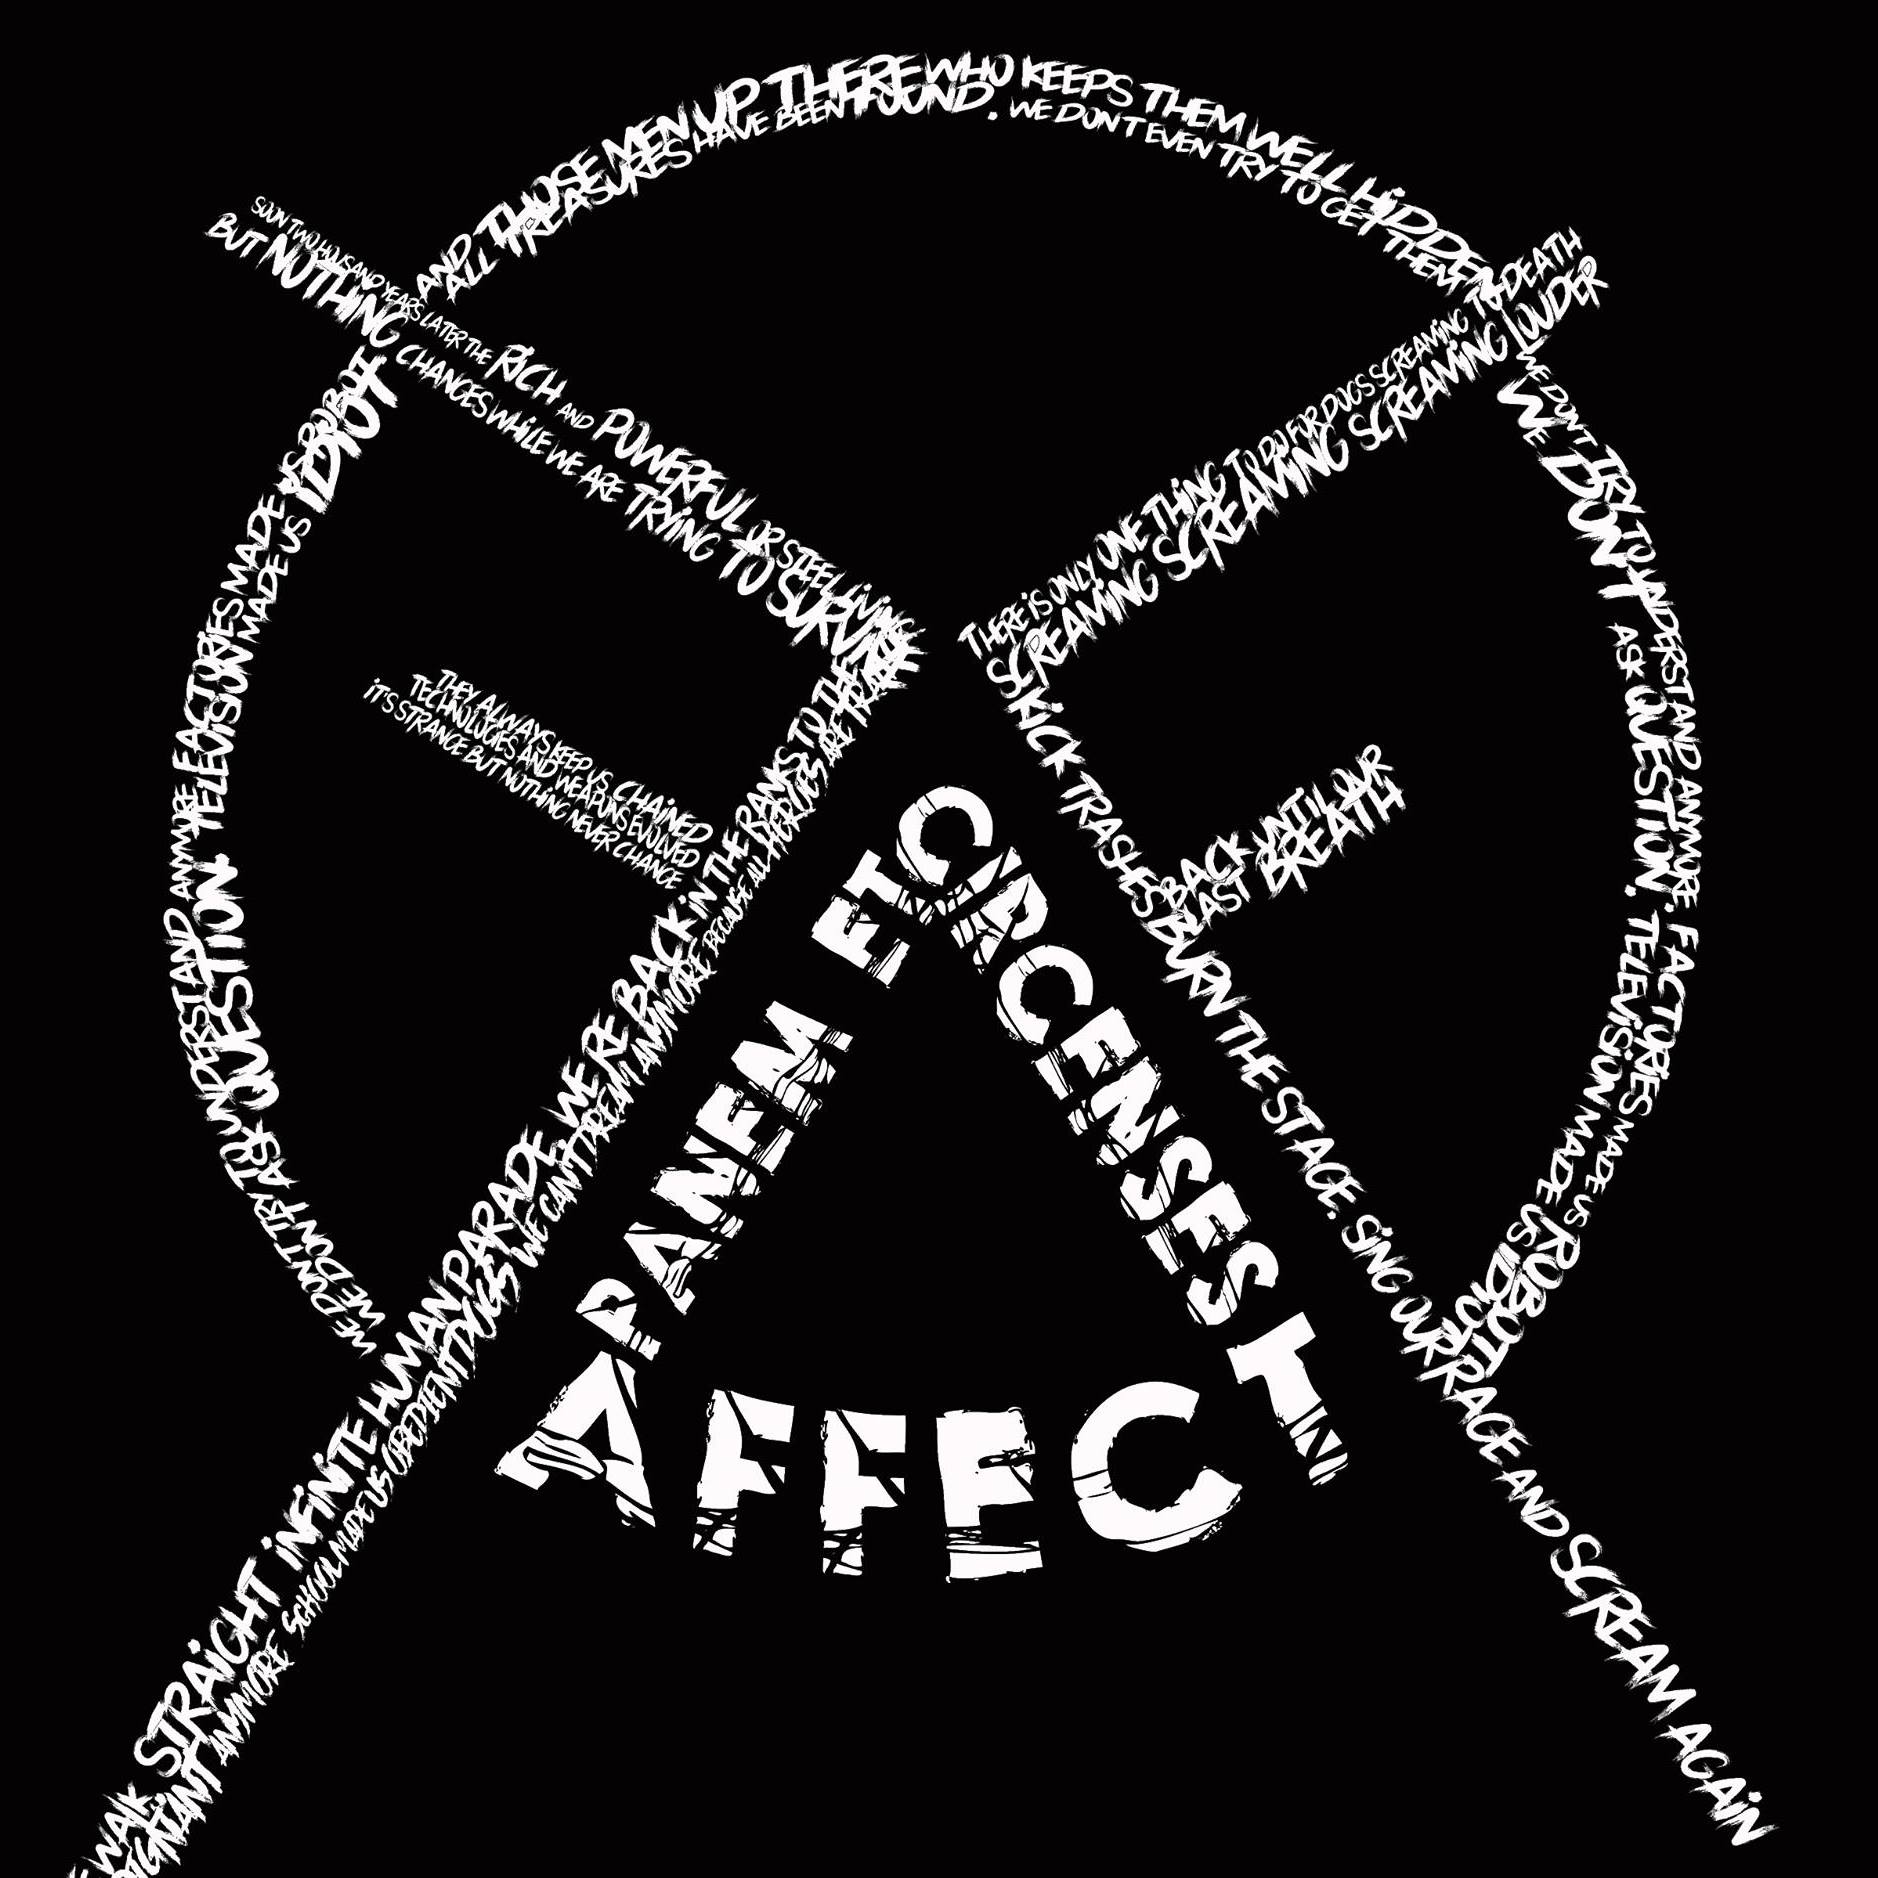 AND THOSE MEN UP THERE WHO KEEPS THEM WELL HIDDEN
ALL TREASURES HAVE BEEN FOUND. WE DON'T EVEN TRY TO GET THEM
SOON TWO THOUSAND YEARS LATER THE RICH AND POWERFUL OR STEEL LIVING
BUT NOTHING CHANGES WHILE WE ARE TRYING TO SURVIVE
THERE IS ONLY ONE THING TO DO FOR DOGS SCREAMING TO DEATH
SCREAMING SCREAMING SCREAMING SCREAMING LOUDER
WE DON'T TRY TO UNDERSTAND ANYMORE FACTORIES MADE US ROBOT
WE DON'T ASK QUESTION TELEVISION MADE US IDIOT
WE DON'T TRY TO UNDERSTAND ANYMORE. FACTORIES MADE US ROBOT
WE DON'T ASK QUESTION. TELEVISION MADE US IDIOT
THEY ALWAYS KEEP US CHAINED
TECHNOLOGIES AND WEAPONS EVOLVED
IT'S STRANGE BUT NOTHING NEVER CHANGE
BACK UNTIL OUR
LAST BREATH
WALK STRAIGHT INFINITE HUMAN PARADE WE RE BACK IN THE RANKS TO THE
ANYMORE SCHOOL MADE US OBEDIENT DOGS WE CAN'T DREAM ANYMORE BECAUSE ALL HEROES ARE
KICK TRASHES BURN THE STAGE. SING OUR RAGE AND SCREAM AGAIN
PANEM ET CIRCENSES
AFFECT